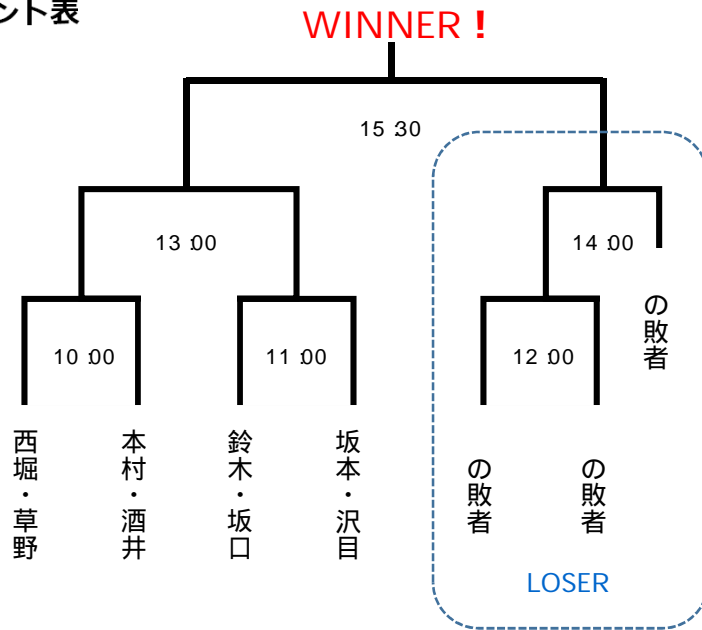 ント表
WINNER！
15:30
13:00
14:00
の敗者
10:00
11:00
12:00
西堀・草野
本村・酒井
鈴木・坂口
坂本・沢目
の敗者
の敗者
LOSER